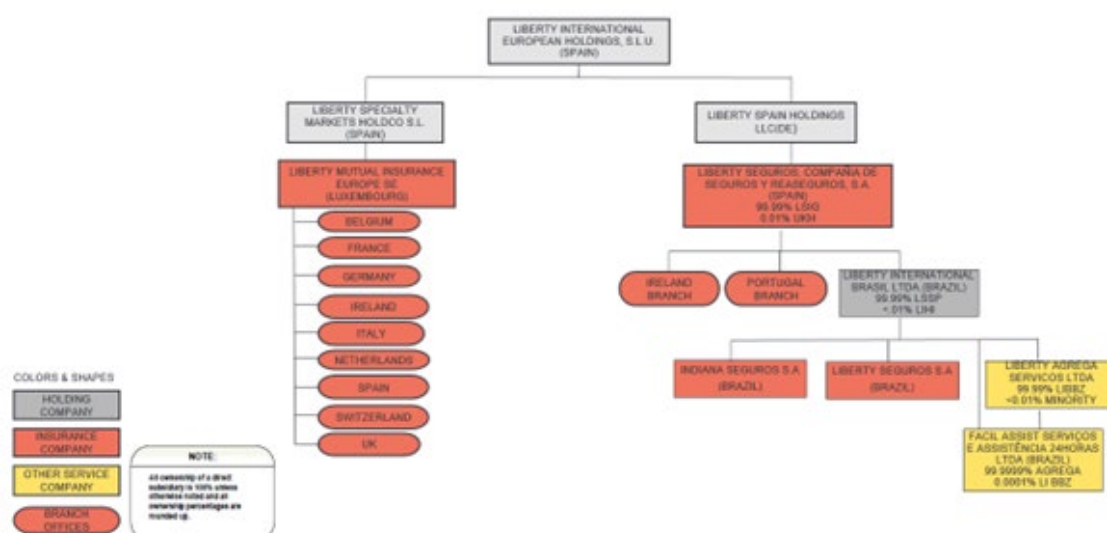 LIBERTY INTERNATIONAL
EUROPEAN HOLDINGS, S.L.U.
(SPAIN)
LIBERTY SPECIALTY
MARKETS HOLDCO S.L.
(SPAIN)
LIBERTY SPAIN HOLDINGS
LLC(DE)
LIBERTY MUTUAL INSURANCE
EUROPE SE
(LUXEMBOURG)
LIBERTY SEGUROS, COMPAÑIA DE
SEGUROS Y REASEGUROS, S.A.
(SPAIN)
99.99% LSIG
0.01% UKH
BELGIUM
FRANCE
GERMANY
IRELAND
ITALY
NETHERLANDS
SPAIN
SWITZERLAND
UK
IRELAND
BRANCH
PORTUGAL
BRANCH
LIBERTY INTERNATIONAL
BRASIL LTDA (BRAZIL)
99.99% LSSP
<.01% LIHI
INDIANA SEGUROS S.A
(BRAZIL)
LIBERTY SEGUROS S.A
(BRAZIL)
LIBERTY AGREGA
SERVICOS LTDA
99.99% LIBBZ
<0.01% MINORITY
FACIL ASSIST SERVIÇOS
E ASSISTÊNCIA 24HORAS
LTDA (BRAZIL)
99.9999% AGREGA
0.0001% LI BBZ
COLORS & SHAPES
HOLDING
COMPANY
INSURANCE
COMPANY
OTHER SERVICE
COMPANY
BRANCH
OFFICES
NOTE:
All ownership of a direct
subsidiary is 100% unless
otherwise noted and all
ownership percentages are
rounded up.